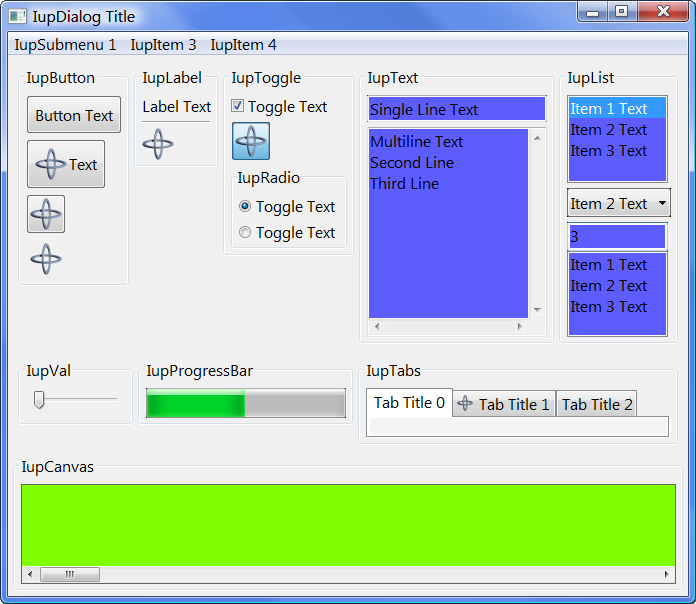 IupDialog Title
IupSubmenu 1 IupItem 3 IupItem 4
IupButton
Button Text
Text
IupLabel
Label Text
IupToggle
Toggle Text
IupRadio
Toggle Text
Toggle Text
IupText
Single Line Text
Multiline Text
Second Line
Third Line
IupList
Item 1 Text
Item 2 Text
Item 3 Text
Item 2 Text
3
Item 1 Text
Item 2 Text
Item 3 Text
IupVal
IupProgressBar
IupTabs
Tab Title 0 Tab Title 1 Tab Title 2
IupCanvas